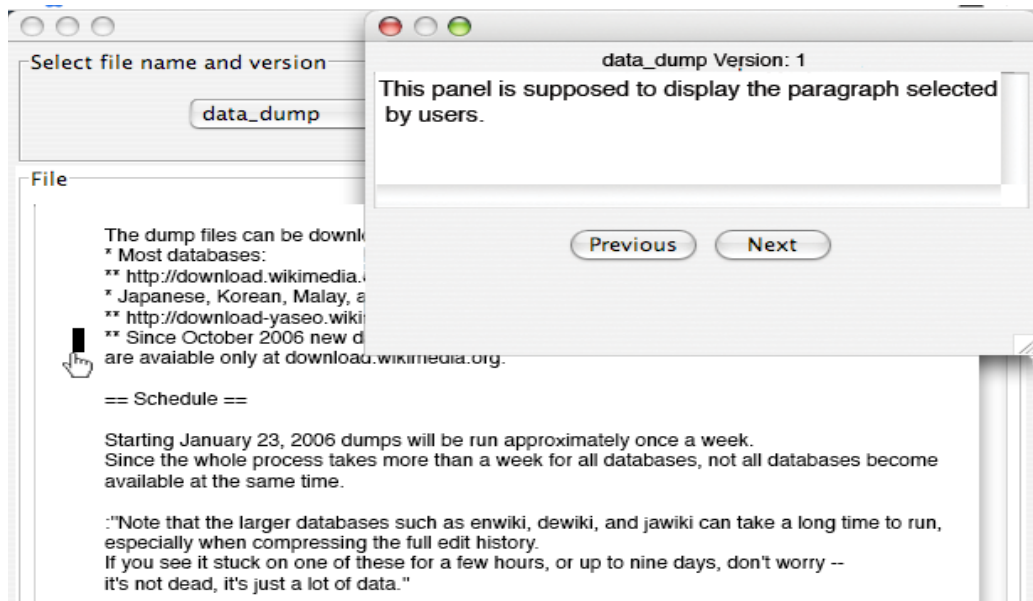 Select file name and version
data_dump
File
The dump files can be downl
* Most databases:
** http://download.wikimedia.
* Japanese, Korean, Malay, a
** http://download-yaseo.wiki
** Since October 2006 new d
are avaiable only at download.wikimedia.org.
== Schedule ==
Starting January 23, 2006 dumps will be run approximately once a week.
Since the whole process takes more than a week for all databases, not all databases become
available at the same time.
:"Note that the larger databases such as enwiki, dewiki, and jawiki can take a long time to run,
especially when compressing the full edit history.
If you see it stuck on one of these for a few hours, or up to nine days, don't worry --
it's not dead, it's just a lot of data."
data_dump Version: 1
This panel is supposed to display the paragraph selected
by users.
Previous
Next